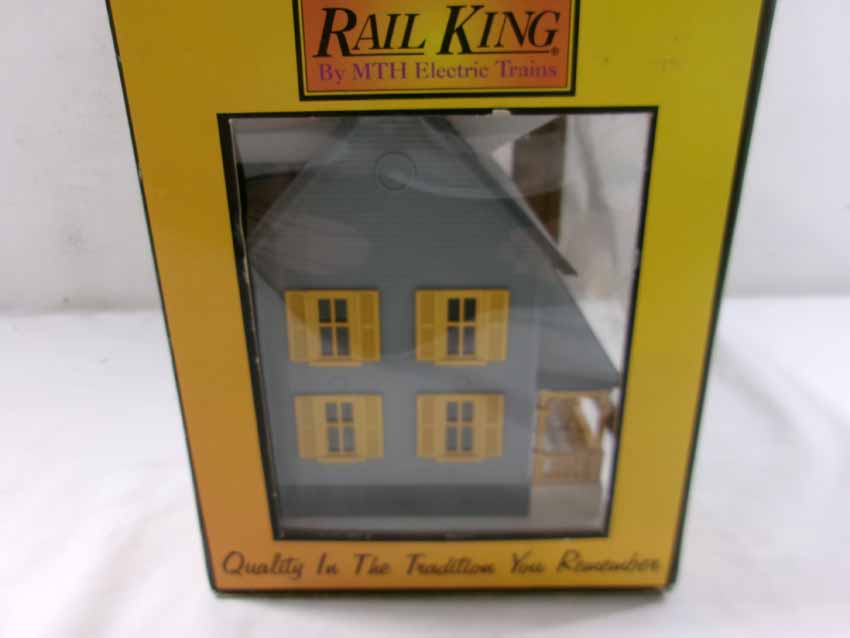 RAIL KING®
By MTH Electric Trains
Quality In The Tradition You Remember